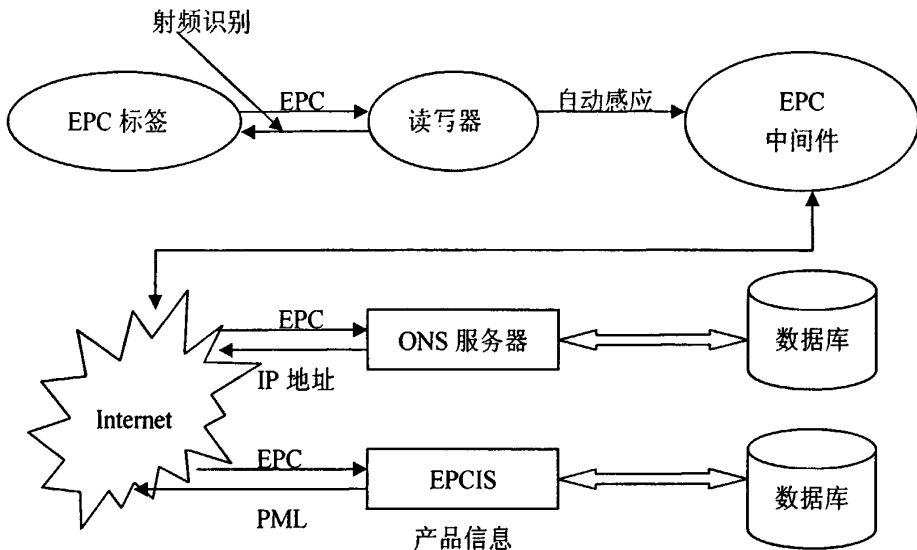 射频识别
EPC 标签
EPC
读写器
自动感应
EPC
中间件
EPC
ONS 服务器
数据库
IP 地址
Internet
EPC
EPCIS
数据库
PML
产品信息